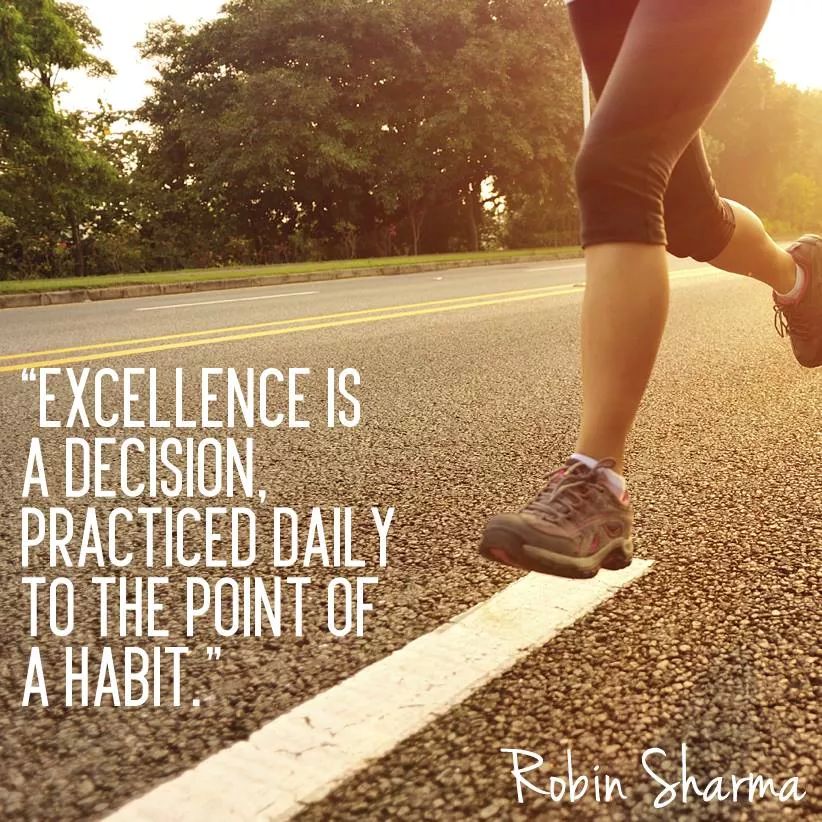 “EXCELLENCE IS
A DECISION,
PRACTICED DAILY
TO THE POINT OF
A HABIT.”
Robin Sharma